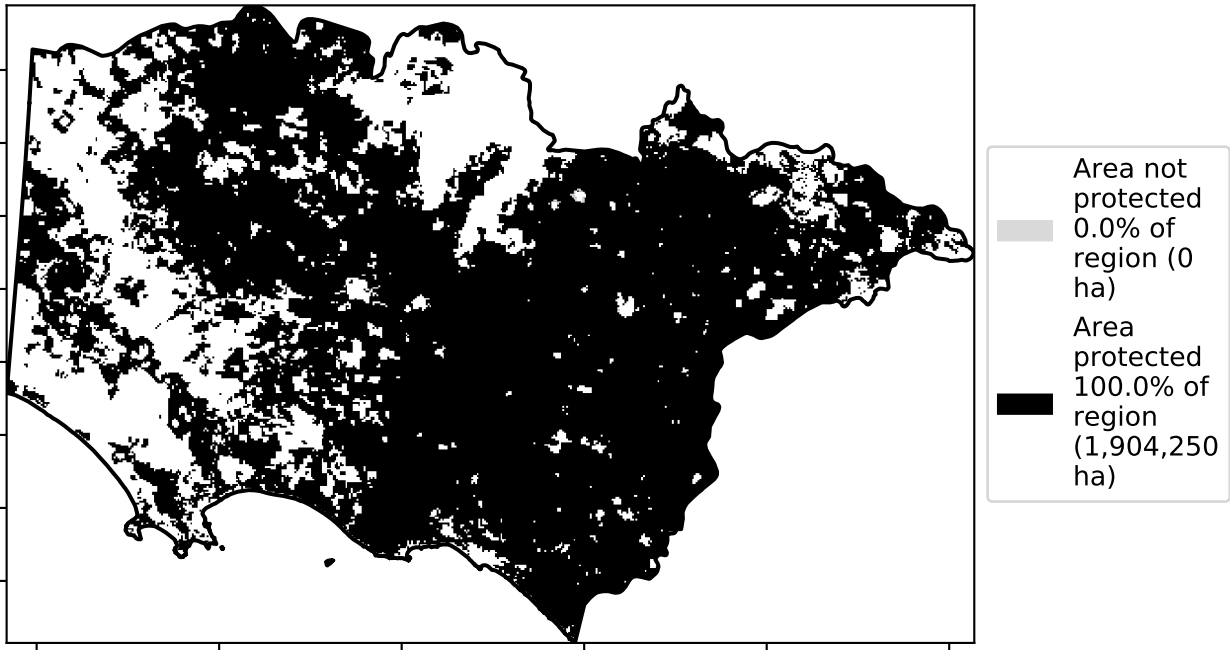 Area not
protected
0.0% of
region (0
ha)
Area
protected
100.0% of
region
(1,904,250
ha)